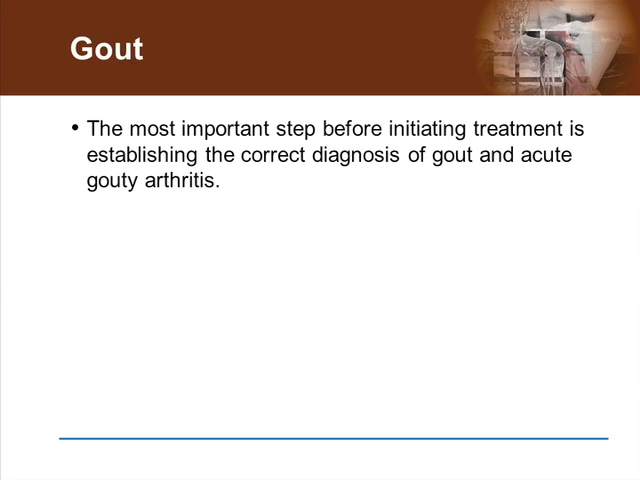 Gout
• The most important step before initiating treatment is
establishing the correct diagnosis of gout and acute
gouty arthritis.